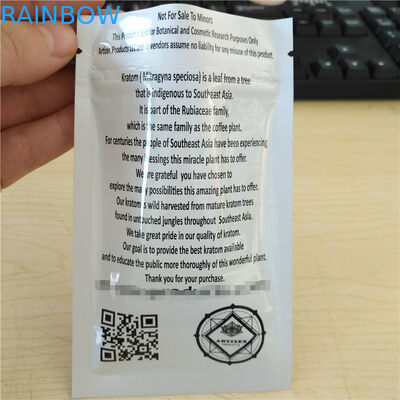 RAINBOW
Not For Sale To Minors
This Product is Sold for Botanical and Cosmetic Research Purposes Only
Artizen Products and vendors assume no liability for any misuse of this product.
Kratom (Mitragyna speciosa) is a leaf from a tree
that is indigenous to Southeast Asia.
It is part of the Rubiaceae family,
which is the same family as the coffee plant.
For centuries the people of Southeast Asia have been experiencing
the many blessings this miracle plant has to offer.
We are grateful you have chosen to
explore the many possibilities this amazing plant has to offer.
Our kratom is wild harvested from mature kratom trees
found in untouched jungles throughout Southeast Asia.
We take great pride in our quality of kratom.
Our goal is to provide the best kratom available
and to educate the public more thoroughly of this wonderful plant.
Thank you for your purchase.
ARTIZEN
PRODUCTS